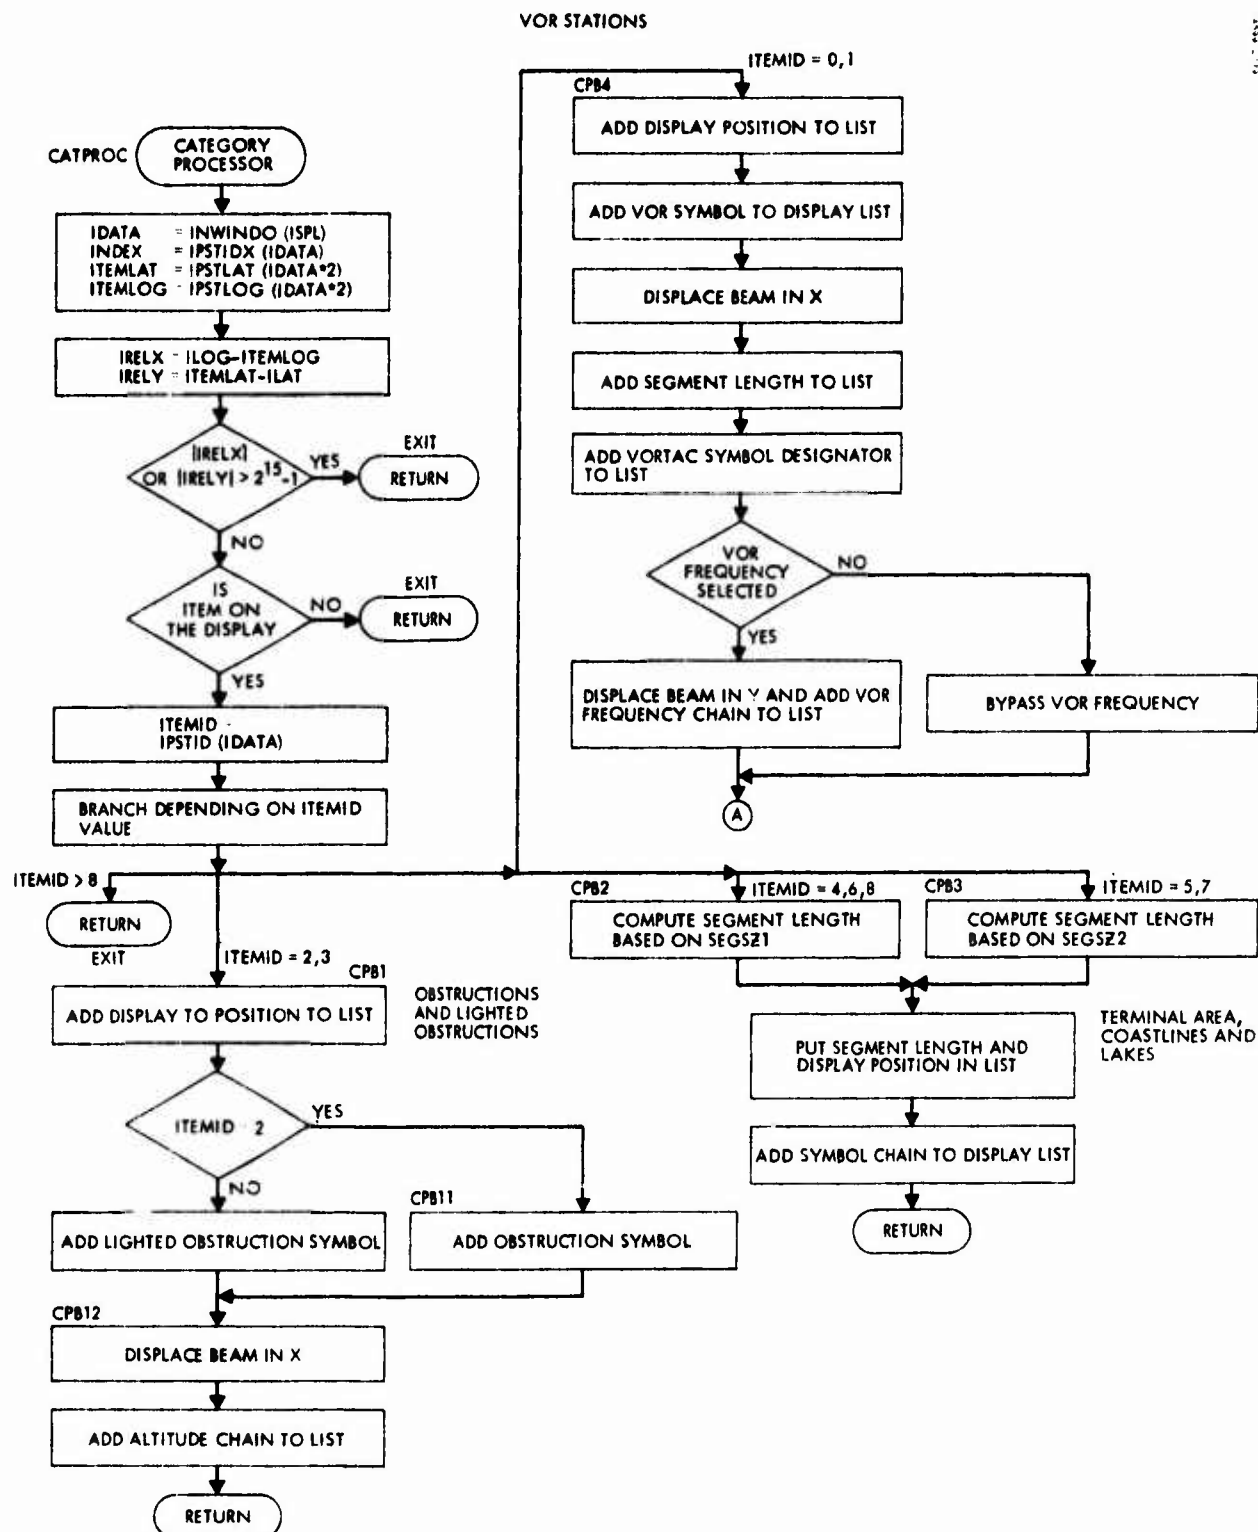 VOR STATIONS
CATPROC
CATEGORY
PROCESSOR
IDATA = INWINDO (ISPL)
INDEX = IPSTIDX (IDATA)
ITEMLAT = IPSTLAT (IDATA*2)
ITEMLOG = IPSTLOG (IDATA*2)
IRELX = ILOG-ITEMLOG
IRELY = ITEMLAT-ILAT
|IRELX|
OR |IRELY| > 2^15-1
YES
EXIT
RETURN
NO
IS
ITEM ON
THE DISPLAY
NO
EXIT
RETURN
YES
ITEMID -
IPSTID (IDATA)
BRANCH DEPENDING ON ITEMID
VALUE
ITEMID > 8
RETURN
EXIT
ITEMID = 2,3
CPB1
ADD DISPLAY TO POSITION TO LIST
OBSTRUCTIONS
AND LIGHTED
OBSTRUCTIONS
ITEMID - 2
YES
NO
ADD LIGHTED OBSTRUCTION SYMBOL
CPB11
ADD OBSTRUCTION SYMBOL
CPB12
DISPLACE BEAM IN X
ADD ALTITUDE CHAIN TO LIST
RETURN
ITEMID = 0,1
CPB4
ADD DISPLAY POSITION TO LIST
ADD VOR SYMBOL TO DISPLAY LIST
DISPLACE BEAM IN X
ADD SEGMENT LENGTH TO LIST
ADD VORTAC SYMBOL DESIGNATOR
TO LIST
VOR
FREQUENCY
SELECTED
NO
YES
DISPLACE BEAM IN Y AND ADD VOR
FREQUENCY CHAIN TO LIST
BYPASS VOR FREQUENCY
A
CPB2
ITEMID = 4,6,8
COMPUTE SEGMENT LENGTH
BASED ON SEGSZ1
CPB3
ITEMID = 5,7
COMPUTE SEGMENT LENGTH
BASED ON SEGSZ2
PUT SEGMENT LENGTH AND
DISPLAY POSITION IN LIST
TERMINAL AREA,
COASTLINES AND
LAKES
ADD SYMBOL CHAIN TO DISPLAY LIST
RETURN